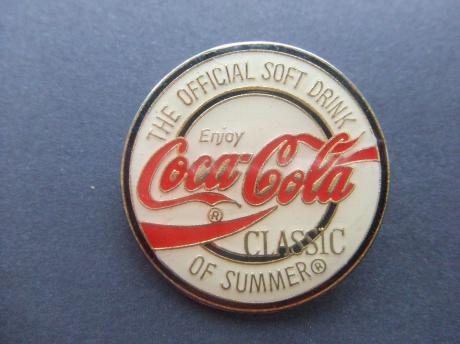 THE OFFICIAL SOFT DRINK
Enjoy
Coca-Cola
®
CLASSIC
OF SUMMER®